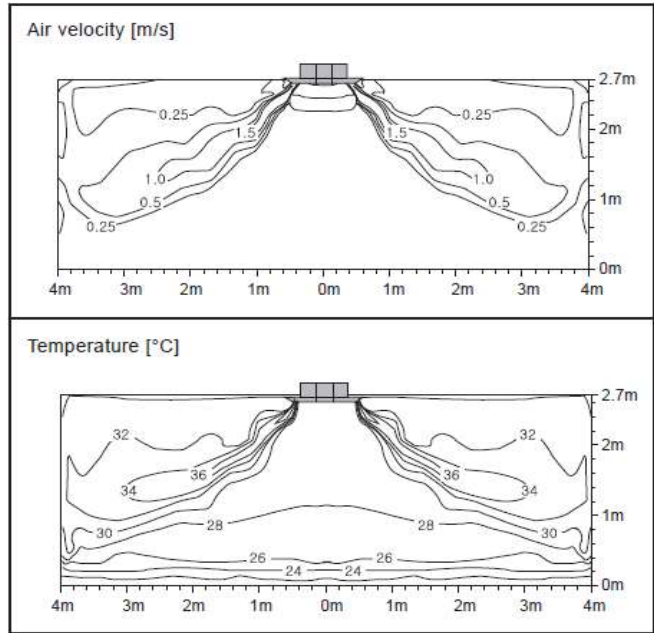 Air velocity [m/s]
2.7m
0.25 0.25
2m
1.5 1.5
1.0 1.0
1m
0.5 0.5
0.25 0.25
0m
4m 3m 2m 1m 0m 1m 2m 3m 4m
Temperature [°C]
2.7m
32 32
2m
36 36
34 34
1m
30 28 28 30
26 26
24 24
0m
4m 3m 2m 1m 0m 1m 2m 3m 4m